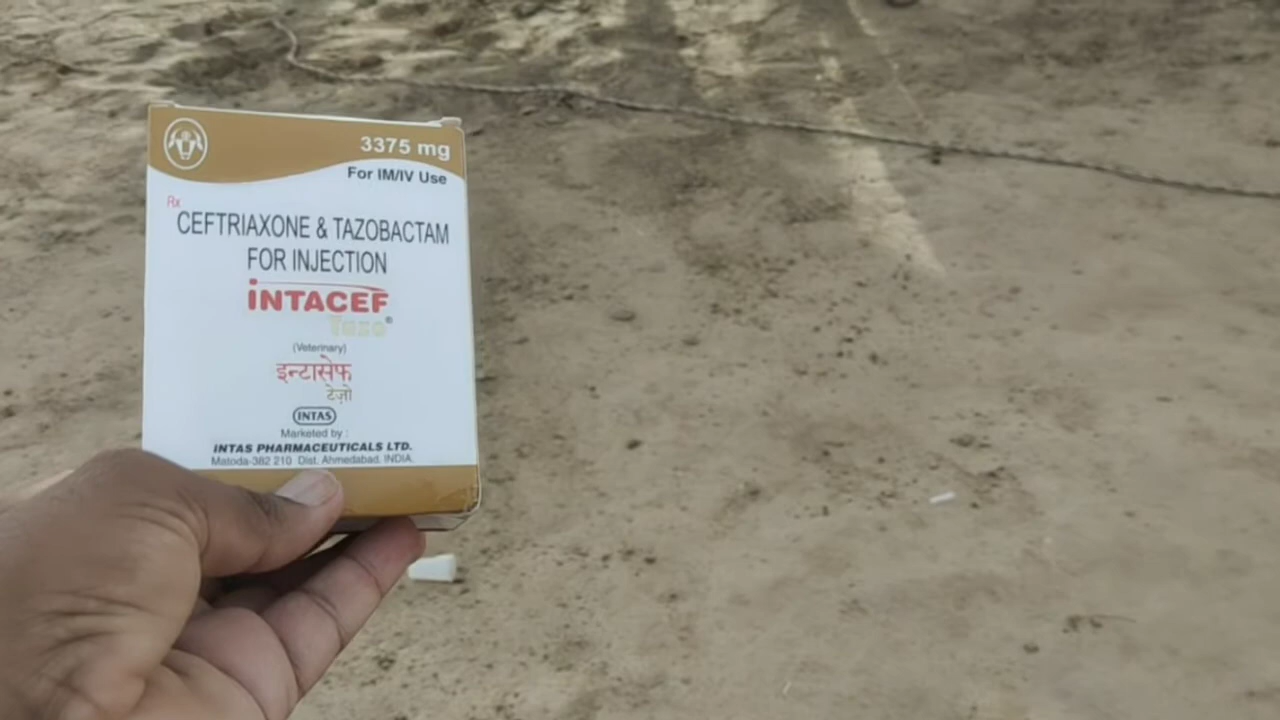 3375 mg
For IM/IV Use
Rx
CEFTRIAXONE & TAZOBACTAM
FOR INJECTION
INTACEF
Tazo®
(Veterinary)
इन्टासेफ
टेज़ो
INTAS
Marketed by :
INTAS PHARMACEUTICALS LTD.
Matoda-382 210 Dist. Ahmedabad, INDIA.